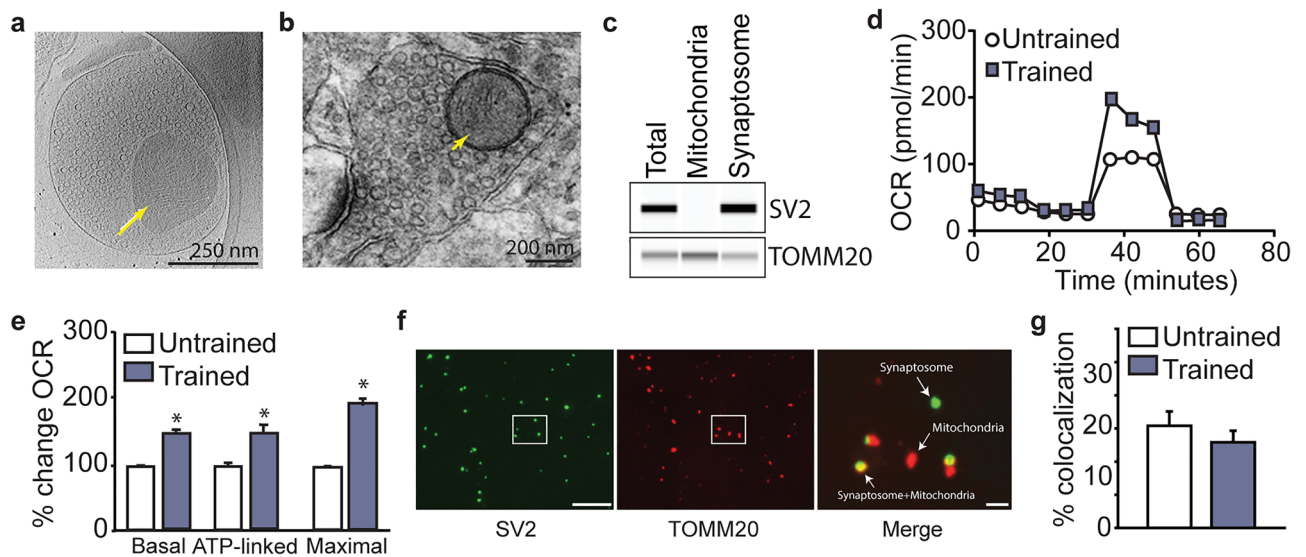 a
250 nm
b
200 nm
c
Total
Mitochondria
Synaptosome
SV2
TOMM20
d
Untrained
Trained
OCR (pmol/min)
300
200
100
0
0 20 40 60 80
Time (minutes)
e
Untrained
Trained
% change OCR
300
200
100
0
* * *
Basal ATP-linked Maximal
f
Synaptosome
Mitochondria
Synaptosome+Mitochondria
SV2 TOMM20 Merge
g
Untrained
Trained
% colocalization
30
20
10
0